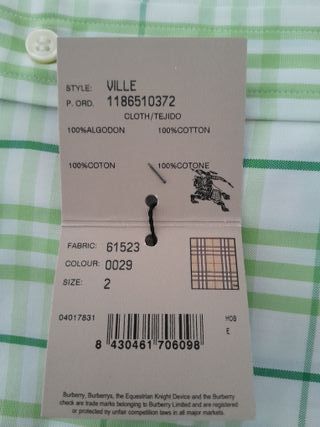 STYLE: VILLE
P. ORD. 1186510372
CLOTH/TEJIDO
100%ALGODON 100%COTTON
100%COTON 100%COTONE
FABRIC: 61523
COLOUR: 0029
SIZE: 2
04017831 HOB
E
8 430461 706098
Burberry, Burberrys, the Equestrian Knight Device and the Burberry
check are trade marks belonging to Burberry Limited and are registered
or protected by unfair competition laws in all major markets.